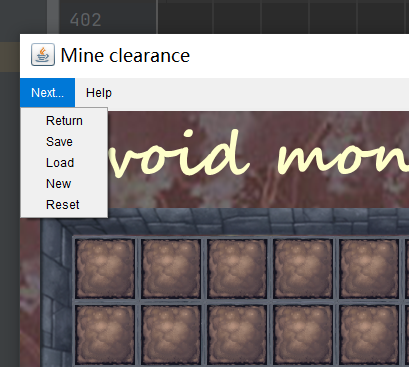 402
Mine clearance
Next... Help
Return
Save
Load
New
Reset
void mon